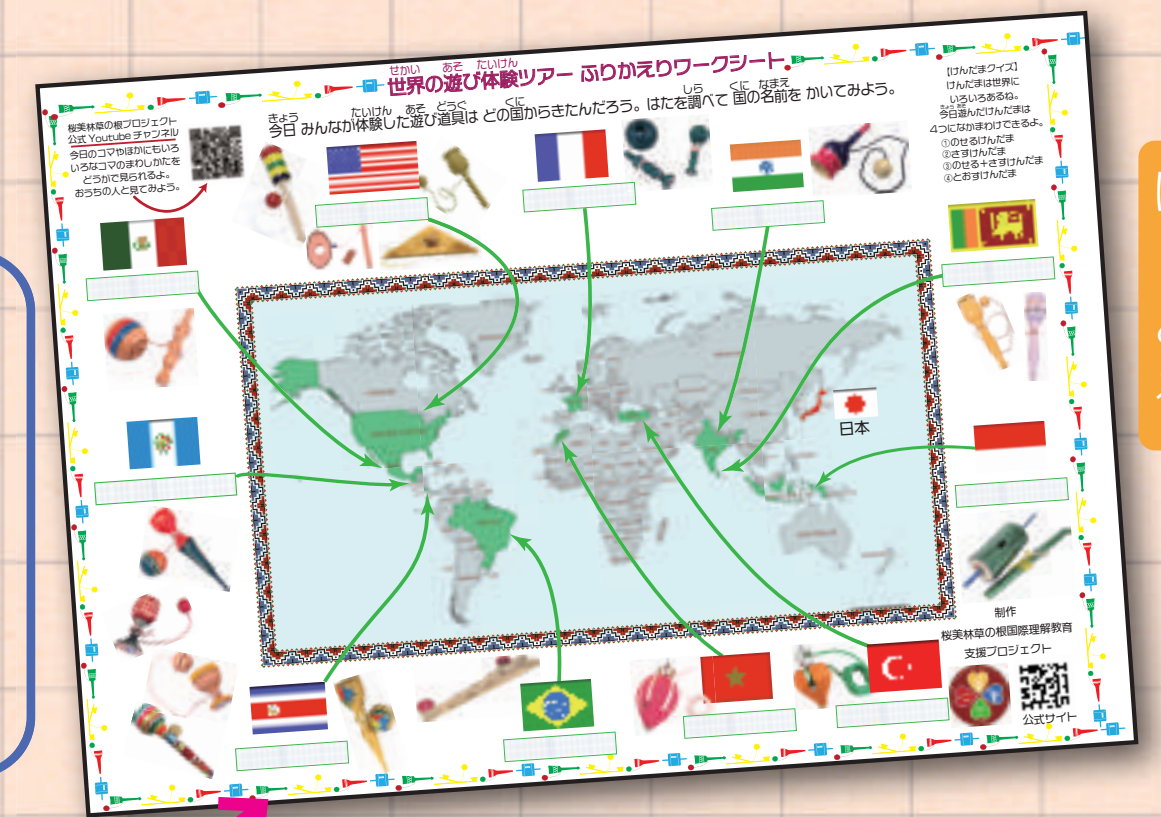 世界の遊び体験ツアー ふりかえりワークシート
せかい あそ たいけん
今日 みんなが体験した遊び道具は どの国からきたんだろう。はたを調べて 国の名前を かいてみよう。
きょう たいけん あそ どうぐ くに しら くに なまえ
桜美林草の根プロジェクト
公式 Youtube チャンネル
今日のコマやほかにもいろ
いろなコマのまわしかたを
どうがで見られるよ。
おうちの人と見てみよう。
【けんだまクイズ】
けんだまは世界に
いろいろあるね。
きょう あそ
今日遊んだけんだまは
4つになかまわけできるよ。
①のせるけんだま
②さすけんだま
③のせる+さすけんだま
④とおすけんだま
日本
制作
桜美林草の根国際理解教育
支援プロジェクト
公式サイト